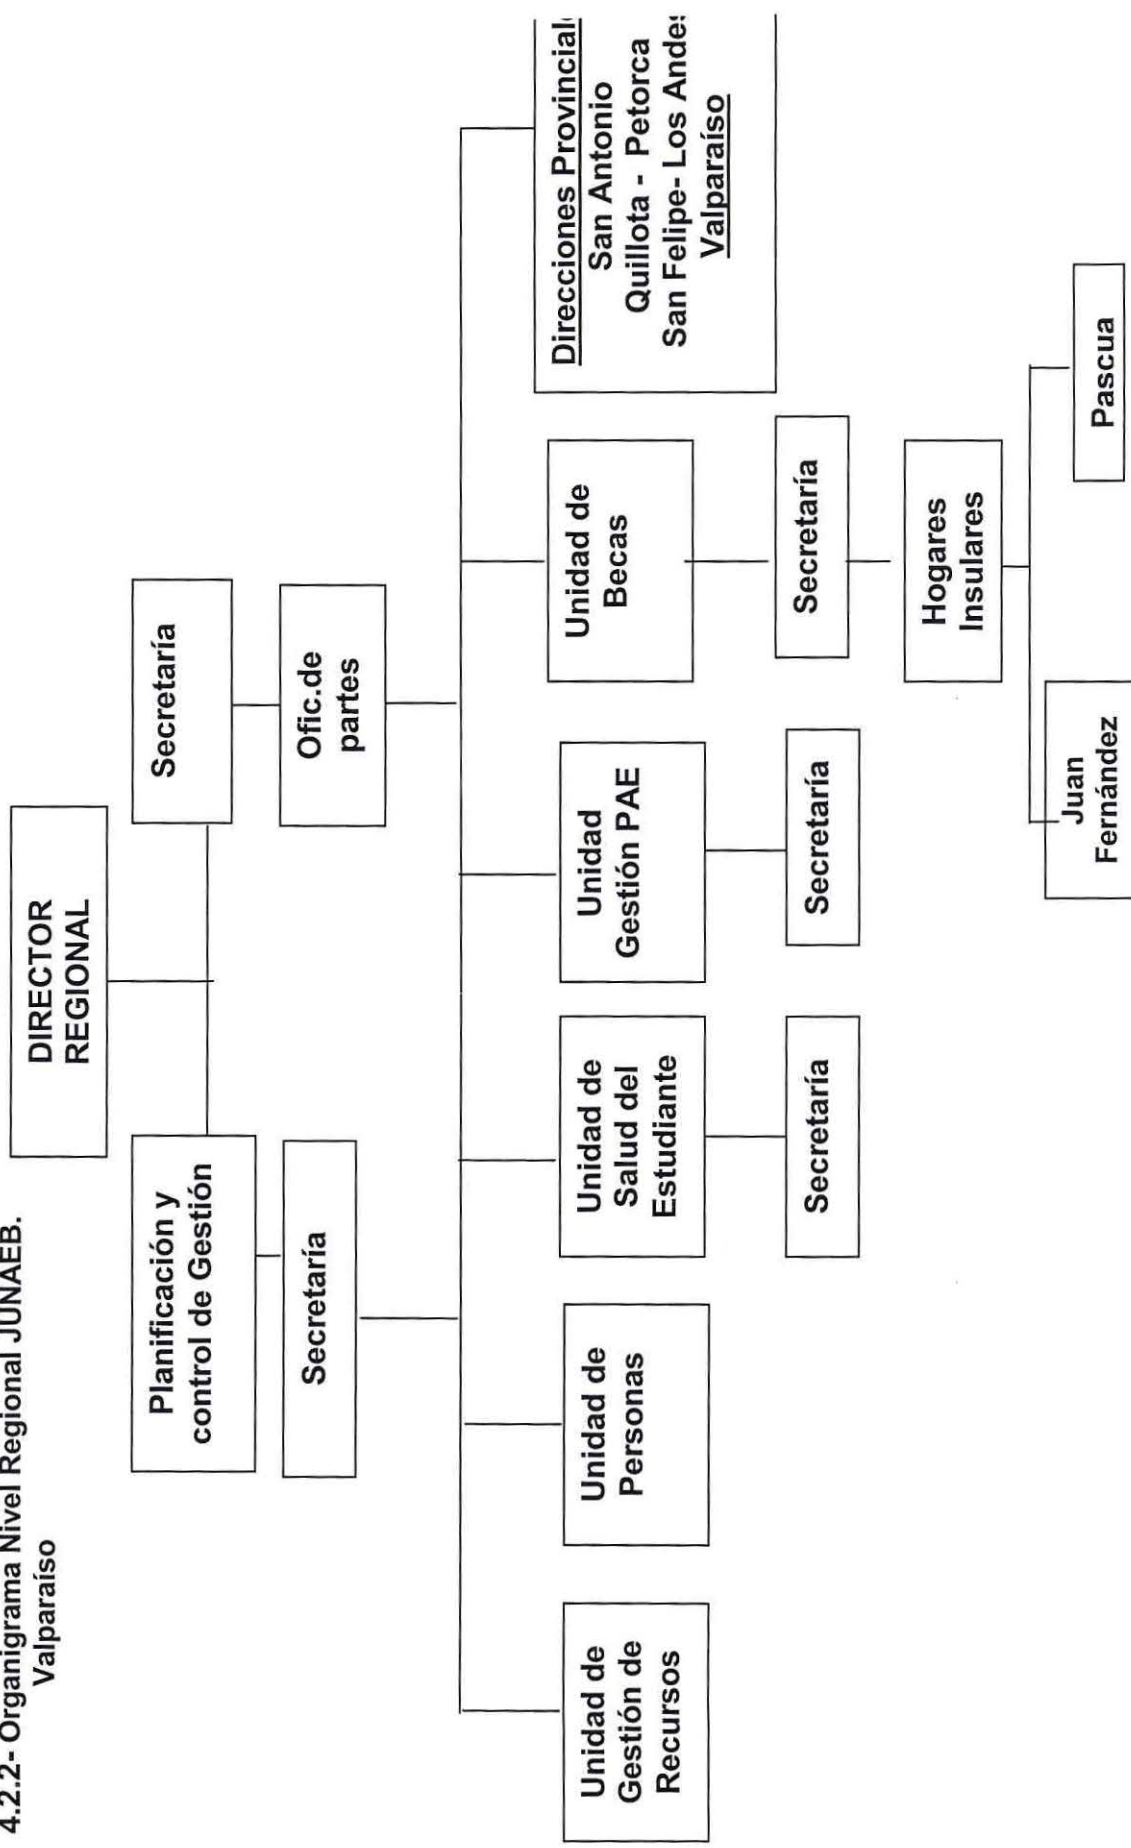 4.2.2- Organigrama Nivel Regional JUNAEB.
Valparaíso
DIRECTOR
REGIONAL
Planificación y
control de Gestión
Secretaría
Secretaría
Ofic.de
partes
Unidad de
Gestión de
Recursos
Unidad de
Personas
Unidad de
Salud del
Estudiante
Secretaría
Unidad
Gestión PAE
Secretaría
Unidad de
Becas
Secretaría
Hogares
Insulares
Juan
Fernández
Pascua
Direcciones Provincial
San Antonio
Quillota - Petorca
San Felipe- Los Andes
Valparaíso